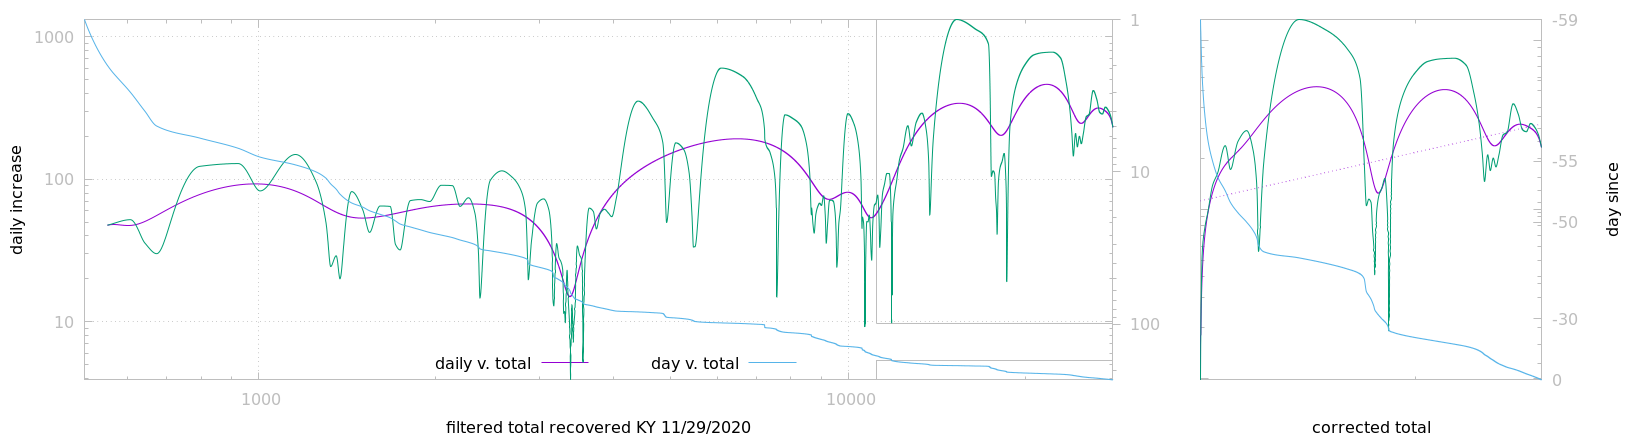 daily increase
1000
100
10
1000
10000
1
10
100
daily v. total
day v. total
filtered total recovered KY 11/29/2020
-59
-55
-50
-30
0
day since
corrected total